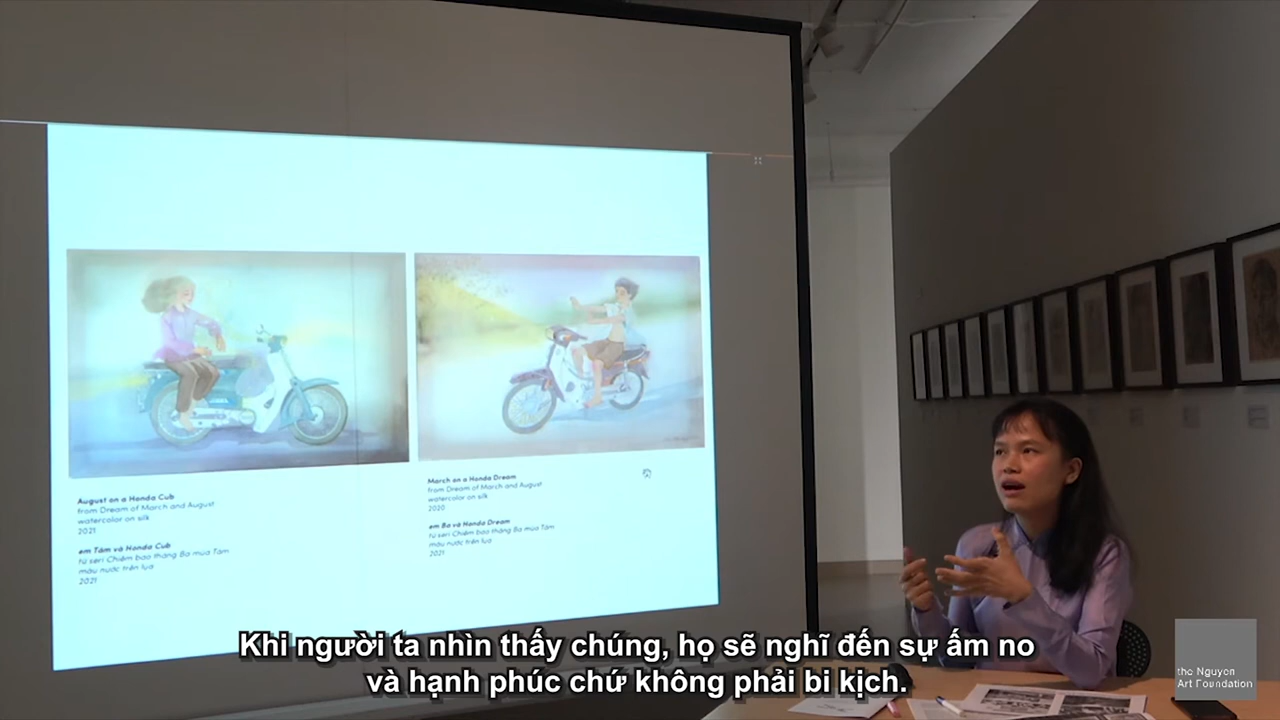 August on a Honda Cub
from Dream of March and August
watercolor on silk
2021
em Tám và Honda Cub
từ seri Chiêm bao tháng Ba mùa Tám
màu nước trên lụa
2021
March on a Honda Dream
from Dream of March and August
watercolor on silk
2020
em Ba và Honda Dream
từ seri Chiêm bao tháng Ba mùa Tám
màu nước trên lụa
2021
Khi người ta nhìn thấy chúng, họ sẽ nghĩ đến sự ấm no
và hạnh phúc chứ không phải bi kịch.
the Nguyen
Art Foundation